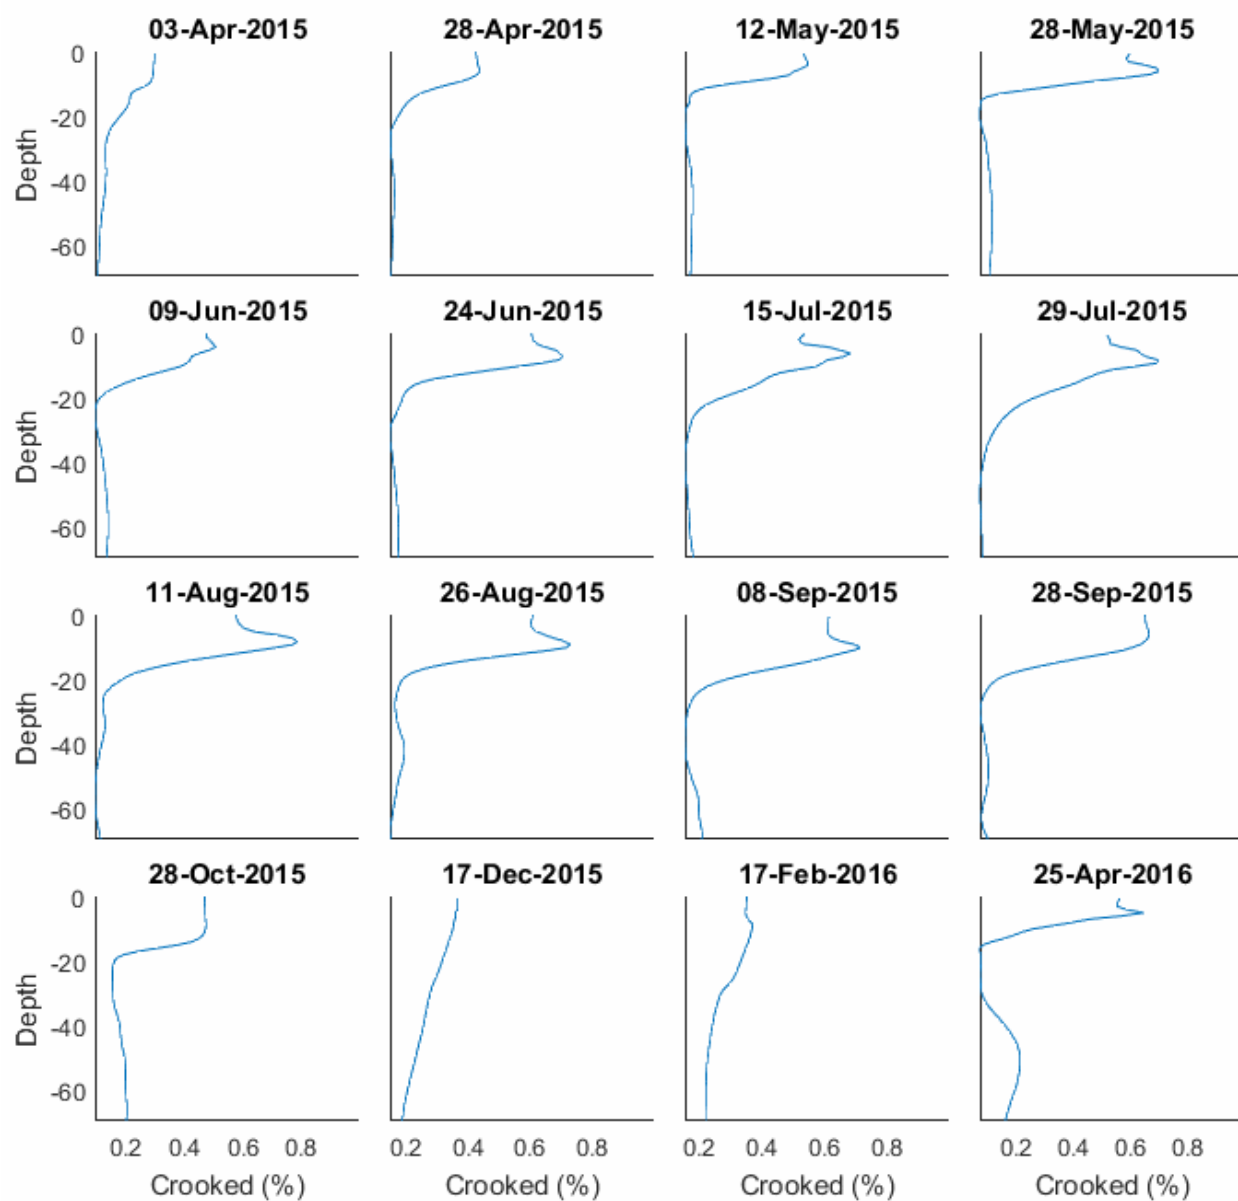 03-Apr-2015 28-Apr-2015 12-May-2015 28-May-2015
0
-20
-40
-60
Depth
09-Jun-2015 24-Jun-2015 15-Jul-2015 29-Jul-2015
0
-20
-40
-60
Depth
11-Aug-2015 26-Aug-2015 08-Sep-2015 28-Sep-2015
0
-20
-40
-60
Depth
28-Oct-2015 17-Dec-2015 17-Feb-2016 25-Apr-2016
0
-20
-40
-60
Depth
0.2 0.4 0.6 0.8 0.2 0.4 0.6 0.8 0.2 0.4 0.6 0.8 0.2 0.4 0.6 0.8
Crooked (%) Crooked (%) Crooked (%) Crooked (%)